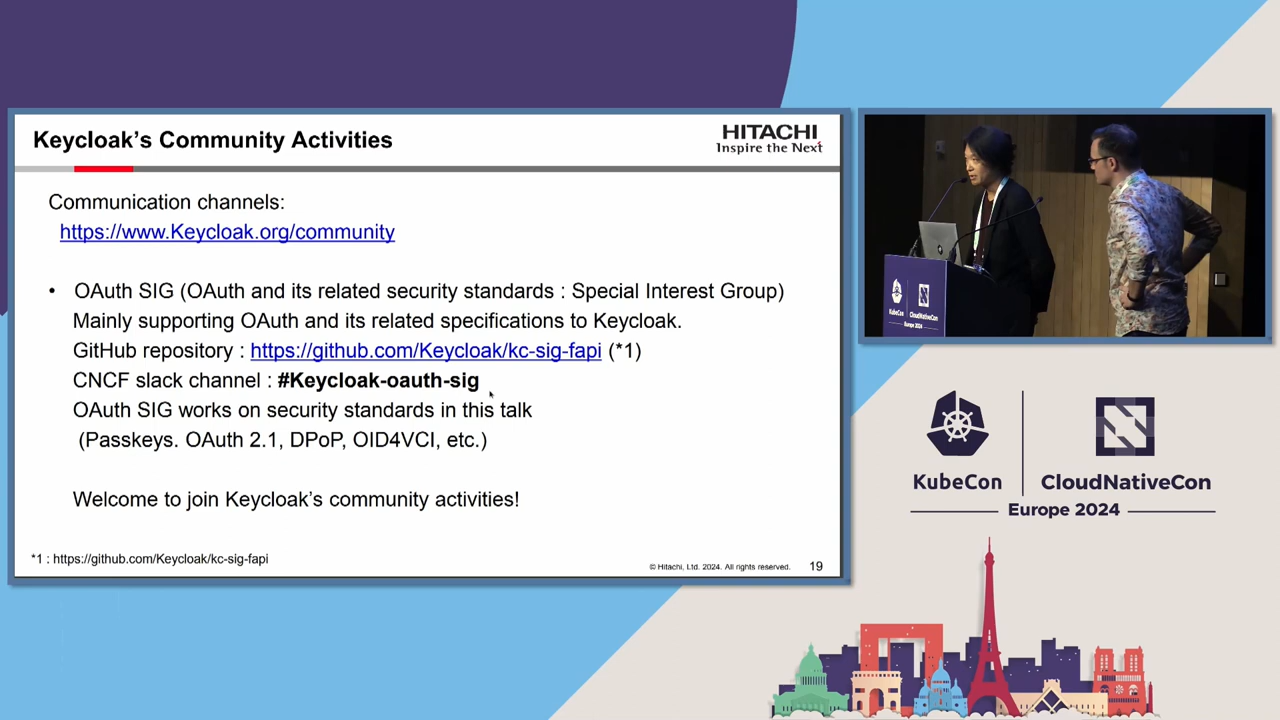 Keycloak's Community Activities
HITACHI
Inspire the Next
Communication channels:
https://www.Keycloak.org/community
• OAuth SIG (OAuth and its related security standards : Special Interest Group)
Mainly supporting OAuth and its related specifications to Keycloak.
GitHub repository : https://github.com/Keycloak/kc-sig-fapi (*1)
CNCF slack channel : #Keycloak-oauth-sig
OAuth SIG works on security standards in this talk
(Passkeys. OAuth 2.1, DPoP, OID4VCI, etc.)
Welcome to join Keycloak's community activities!
*1 : https://github.com/Keycloak/kc-sig-fapi
© Hitachi, Ltd. 2024. All rights reserved.
19
KubeCon
CloudNativeCon
Europe 2024
KubeCon
CloudNativeCon
Europe 2024